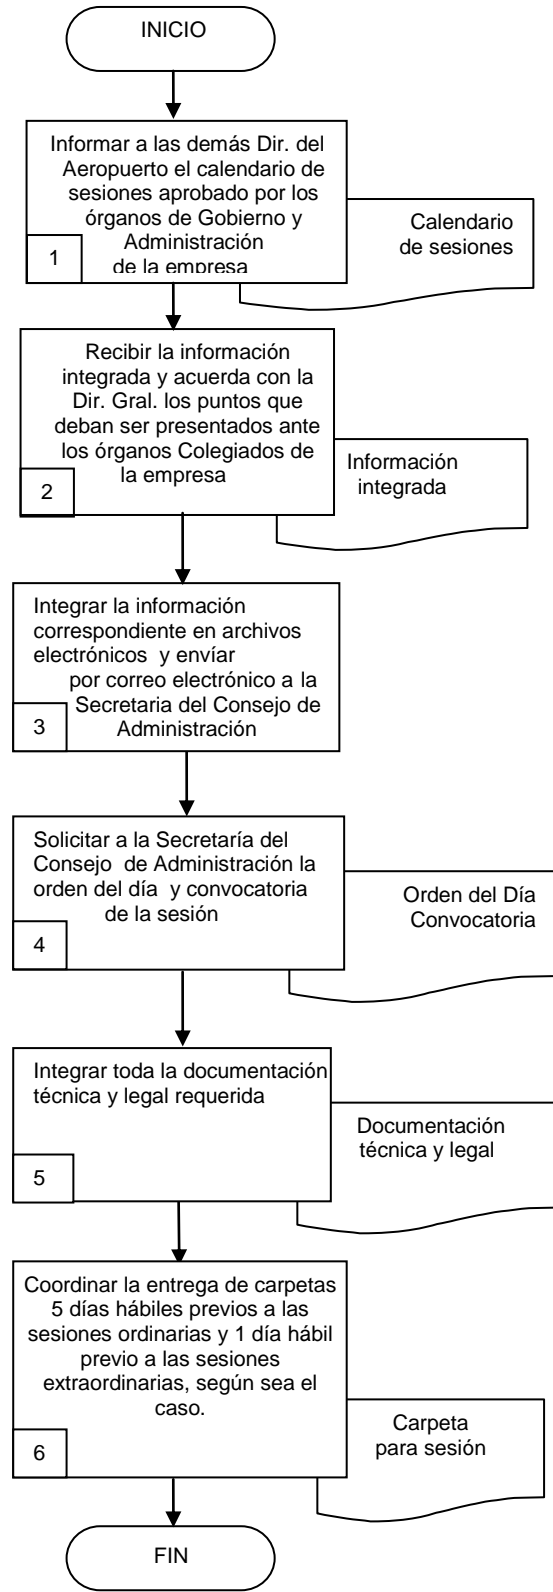 INICIO
Informar a las demás Dir. del
Aeropuerto el calendario de
sesiones aprobado por los
órganos de Gobierno y
Administración
de la empresa
1
Calendario
de sesiones
Recibir la información
integrada y acuerda con la
Dir. Gral. los puntos que
deban ser presentados ante
los órganos Colegiados de
la empresa
2
Información
integrada
Integrar la información
correspondiente en archivos
electrónicos y envíar
por correo electrónico a la
Secretaria del Consejo de
Administración
3
Solicitar a la Secretaría del
Consejo de Administración la
orden del día y convocatoria
de la sesión
4
Orden del Día
Convocatoria
Integrar toda la documentación
técnica y legal requerida
5
Documentación
técnica y legal
Coordinar la entrega de carpetas
5 días hábiles previos a las
sesiones ordinarias y 1 día hábil
previo a las sesiones
extraordinarias, según sea el
caso.
6
Carpeta
para sesión
FIN